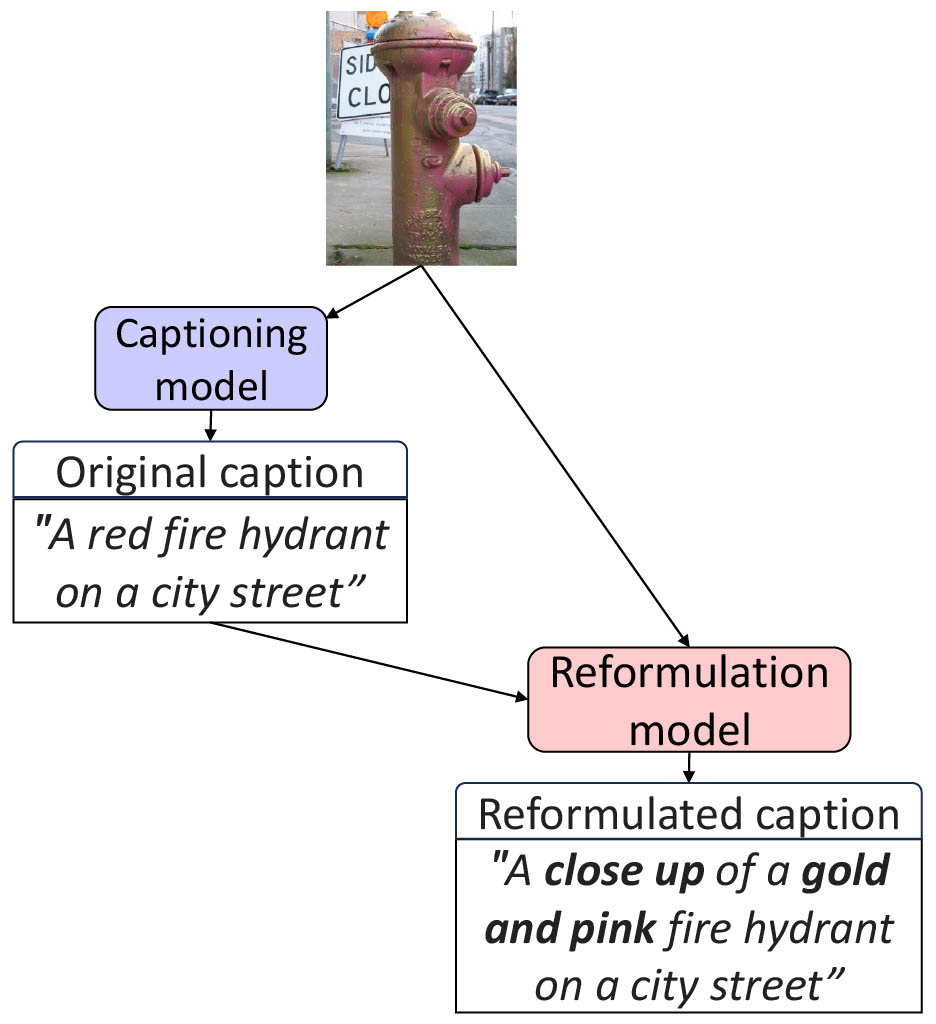 SID
CLO
Captioning
model
Original caption
"A red fire hydrant
on a city street”
Reformulation
model
Reformulated caption
"A close up of a gold
and pink fire hydrant
on a city street”